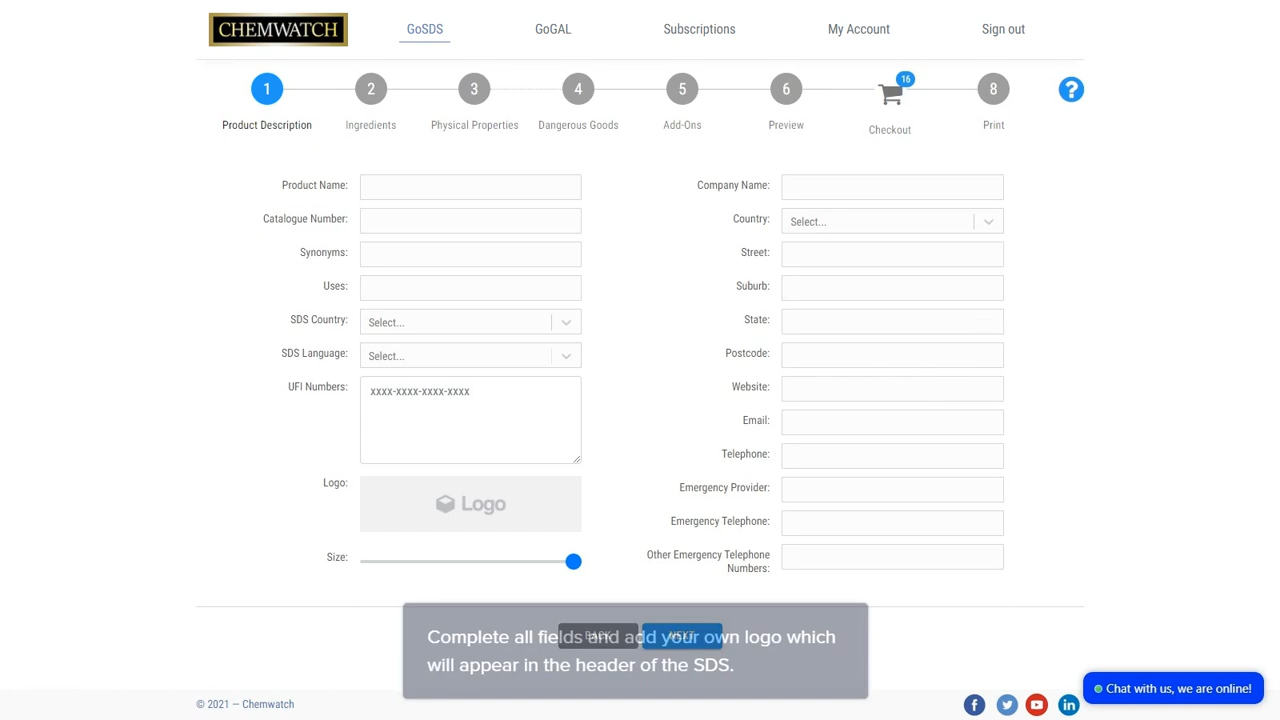 CHEMWATCH
GoSDS
GoGAL
Subscriptions
My Account
Sign out
1
2
3
4
5
6
16
8
?
Product Description
Ingredients
Physical Properties
Dangerous Goods
Add-Ons
Preview
Checkout
Print
Product Name:
Catalogue Number:
Synonyms:
Uses:
SDS Country: Select...
SDS Language: Select...
UFI Numbers: xxxx-xxxx-xxxx-xxxx
Logo: Logo
Size:
Company Name:
Country: Select...
Street:
Suburb:
State:
Postcode:
Website:
Email:
Telephone:
Emergency Provider:
Emergency Telephone:
Other Emergency Telephone
Numbers:
BACK
NEXT
Complete all fields and add your own logo which
will appear in the header of the SDS.
© 2021 — Chemwatch
Chat with us, we are online!